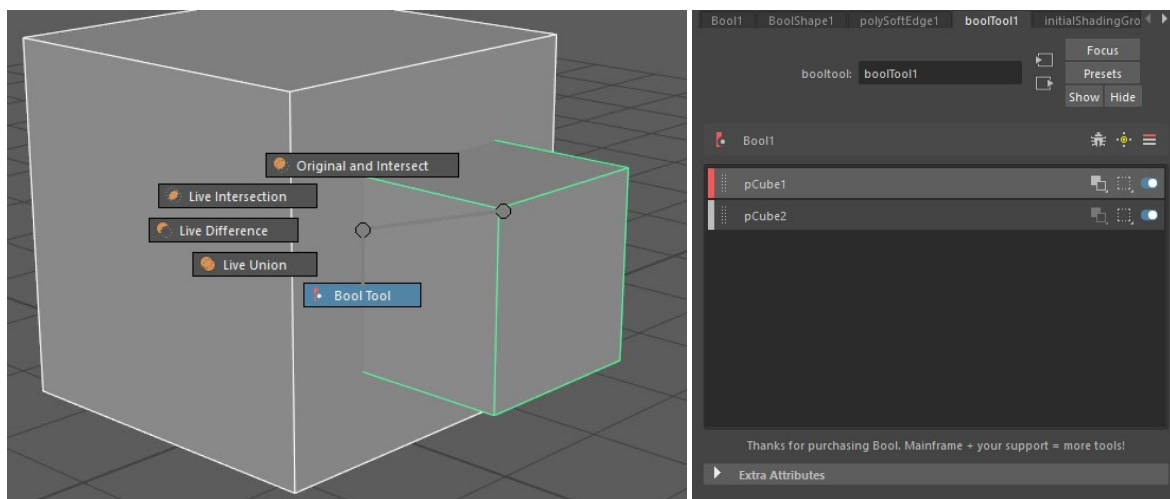 Original and Intersect
Live Intersection
Live Difference
Live Union
Bool Tool
Bool1 BoolShape1 polySoftEdge1 boolTool1 initialShadingGro
Focus
booltool: boolTool1 Presets
Show Hide
Bool1
pCube1
pCube2
Thanks for purchasing Bool. Mainframe + your support = more tools!
Extra Attributes